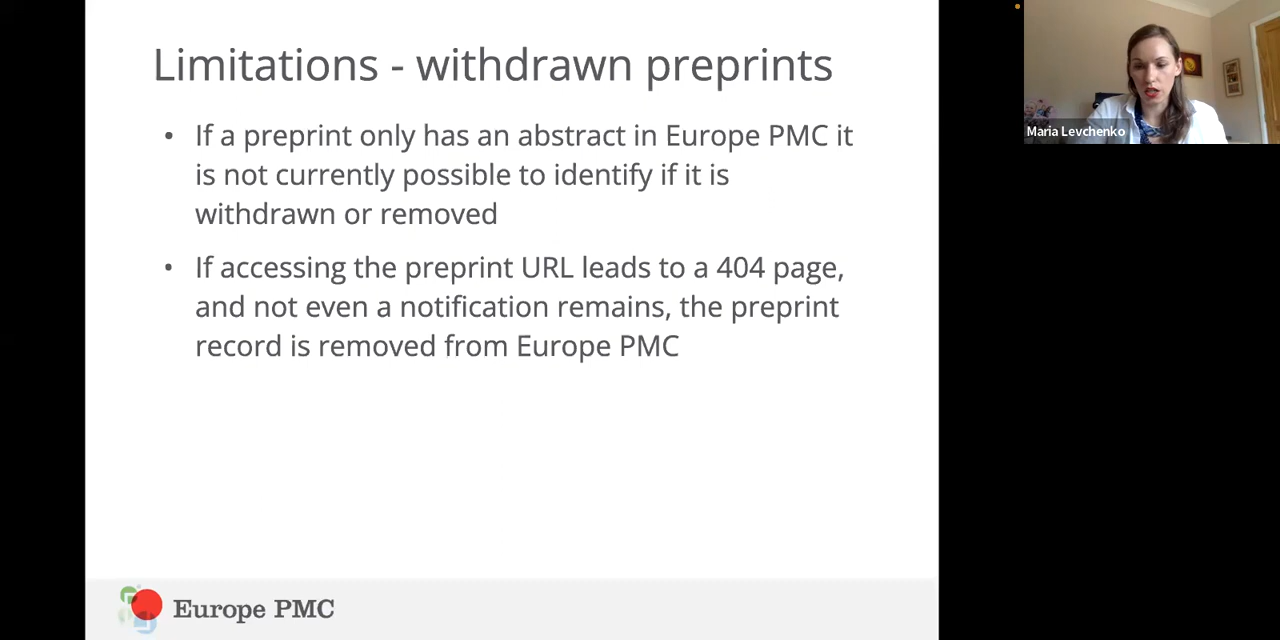 Limitations - withdrawn preprints
• If a preprint only has an abstract in Europe PMC it
is not currently possible to identify if it is
withdrawn or removed
• If accessing the preprint URL leads to a 404 page,
and not even a notification remains, the preprint
record is removed from Europe PMC
Europe PMC
Maria Levchenko